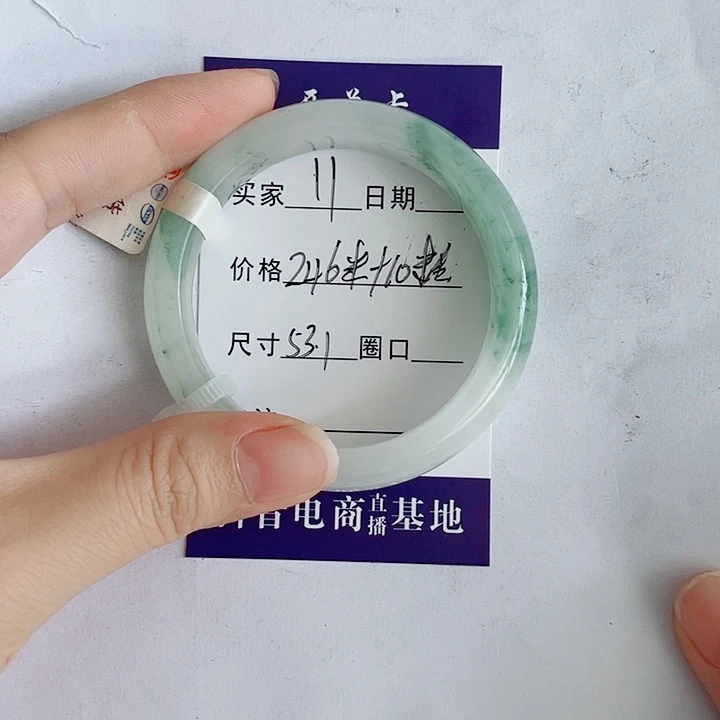 买家 11 日期
价格 246米+10糕
尺寸 53.1 圈口
电商直播基地